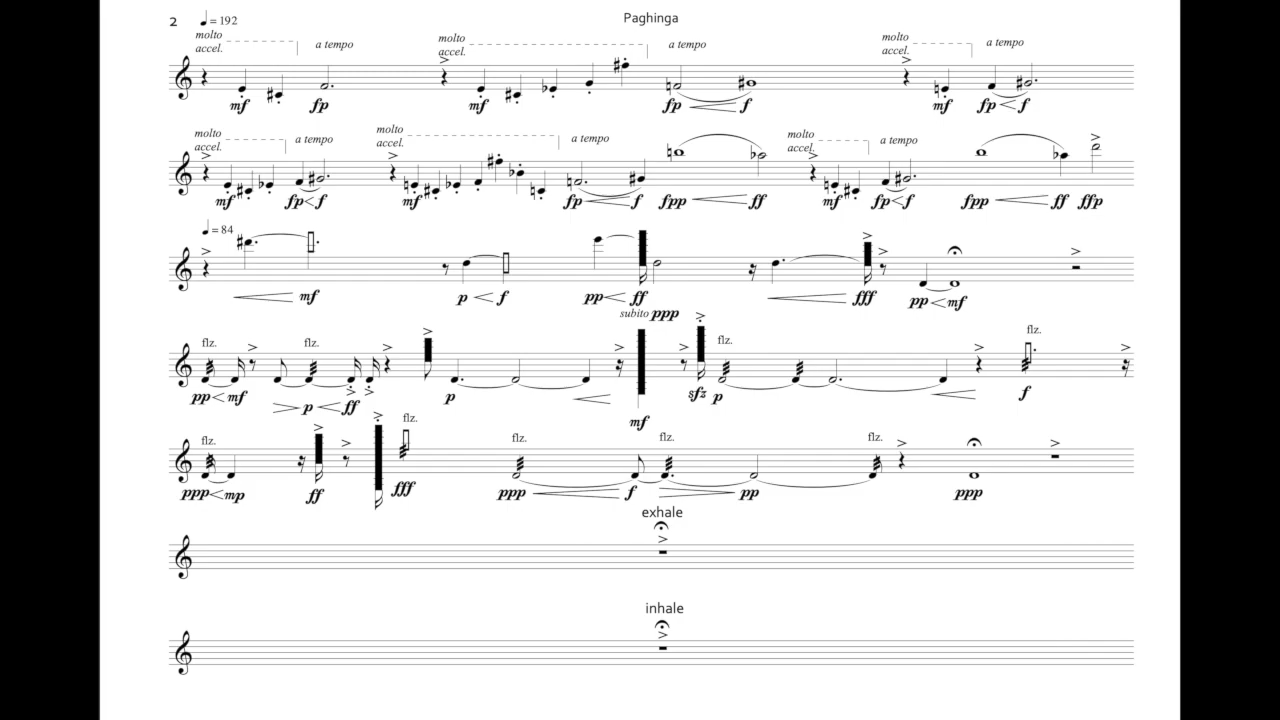 2 ♩ = 192 Paghinga
molto accel. a tempo molto accel. a tempo molto accel. a tempo
mf fp mf fp f mf fp f
molto accel. a tempo molto accel. a tempo molto accel. a tempo
mf fp f mf fp f fpp ff mf fp f fpp ff ffp
♩ = 84
mf p f pp ff fff pp mf
subito ppp
flz. flz. flz. flz.
pp mf p ff p mf sfz p f
flz. flz. flz. flz. flz.
ppp mp ff fff ppp f pp ppp
exhale
inhale